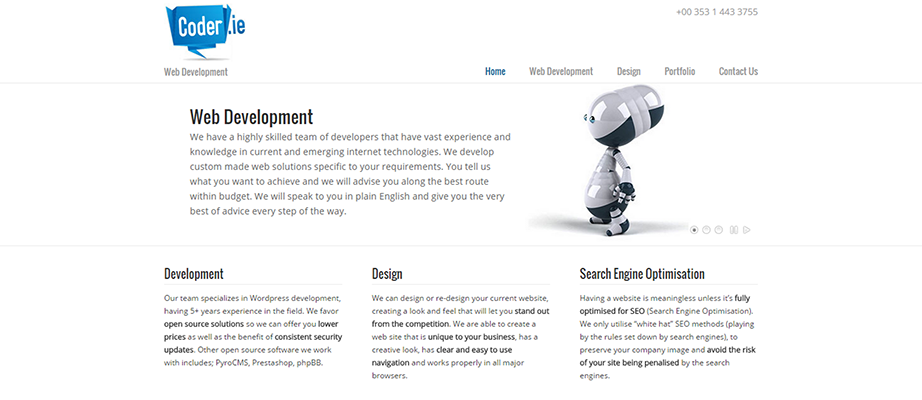 Coder.ie
+00 353 1 443 3755
Web Development
Home Web Development Design Portfolio Contact Us
Web Development
We have a highly skilled team of developers that have vast experience and
knowledge in current and emerging internet technologies. We develop
custom made web solutions specific to your requirements. You tell us
what you want to achieve and we will advise you along the best route
within budget. We will speak to you in plain English and give you the very
best of advice every step of the way.
Development
Our team specializes in Wordpress development,
having 5+ years experience in the field. We favor
open source solutions so we can offer you lower
prices as well as the benefit of consistent security
updates. Other open source software we work
with includes; PyroCMS, Prestashop, phpBB.
Design
We can design or re-design your current website,
creating a look and feel that will let you stand out
from the competition. We are able to create a
web site that is unique to your business, has a
creative look, has clear and easy to use
navigation and works properly in all major
browsers.
Search Engine Optimisation
Having a website is meaningless unless it's fully
optimised for SEO (Search Engine Optimisation).
We only utilise "white hat" SEO methods (playing
by the rules set down by search engines), to
preserve your company image and avoid the risk
of your site being penalised by the search
engines.